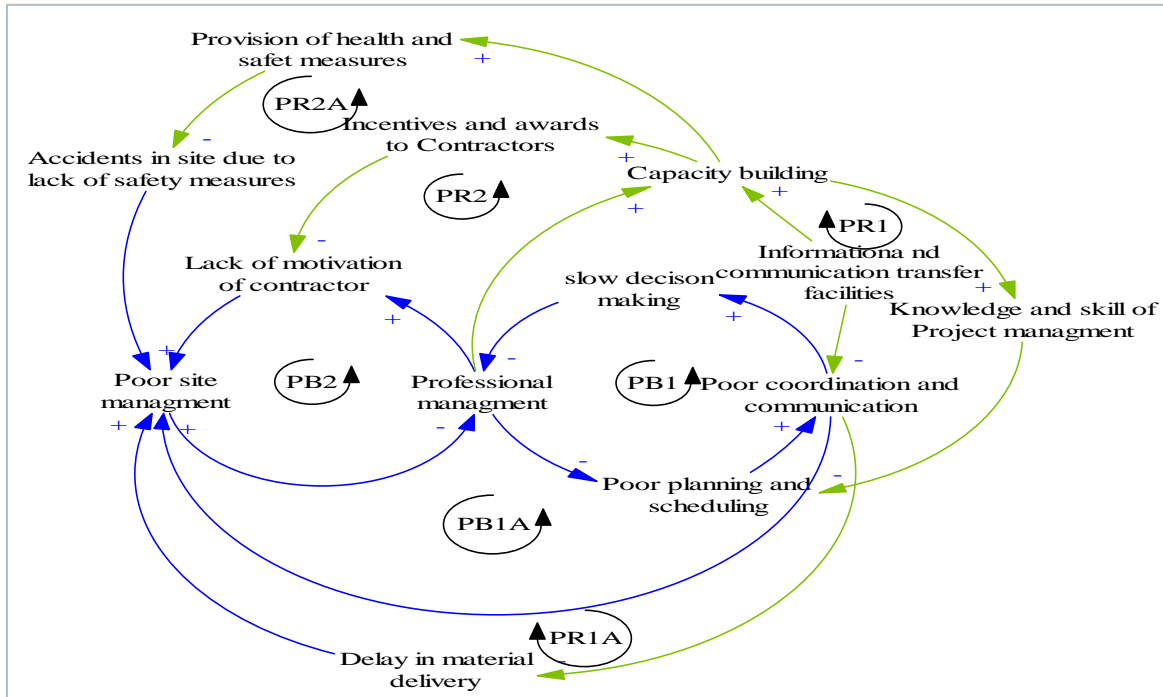 Provision of health and
safet measures
+
PR2A
-
Incentives and awards
to Contractors
+
Accidents in site due to
lack of safety measures
Capacity building
+
+
+
PR2
PR1
-
Lack of motivation
of contractor
slow decison
making
Informationa nd
communication transfer
facilities
+
Knowledge and skill of
Project managment
+
+
+
-
-
Poor site
managment
PB2
Professional
managment
PB1
Poor coordination and
communication
+
+
-
+
-
-
Poor planning and
scheduling
PB1A
PR1A
Delay in material
delivery
-